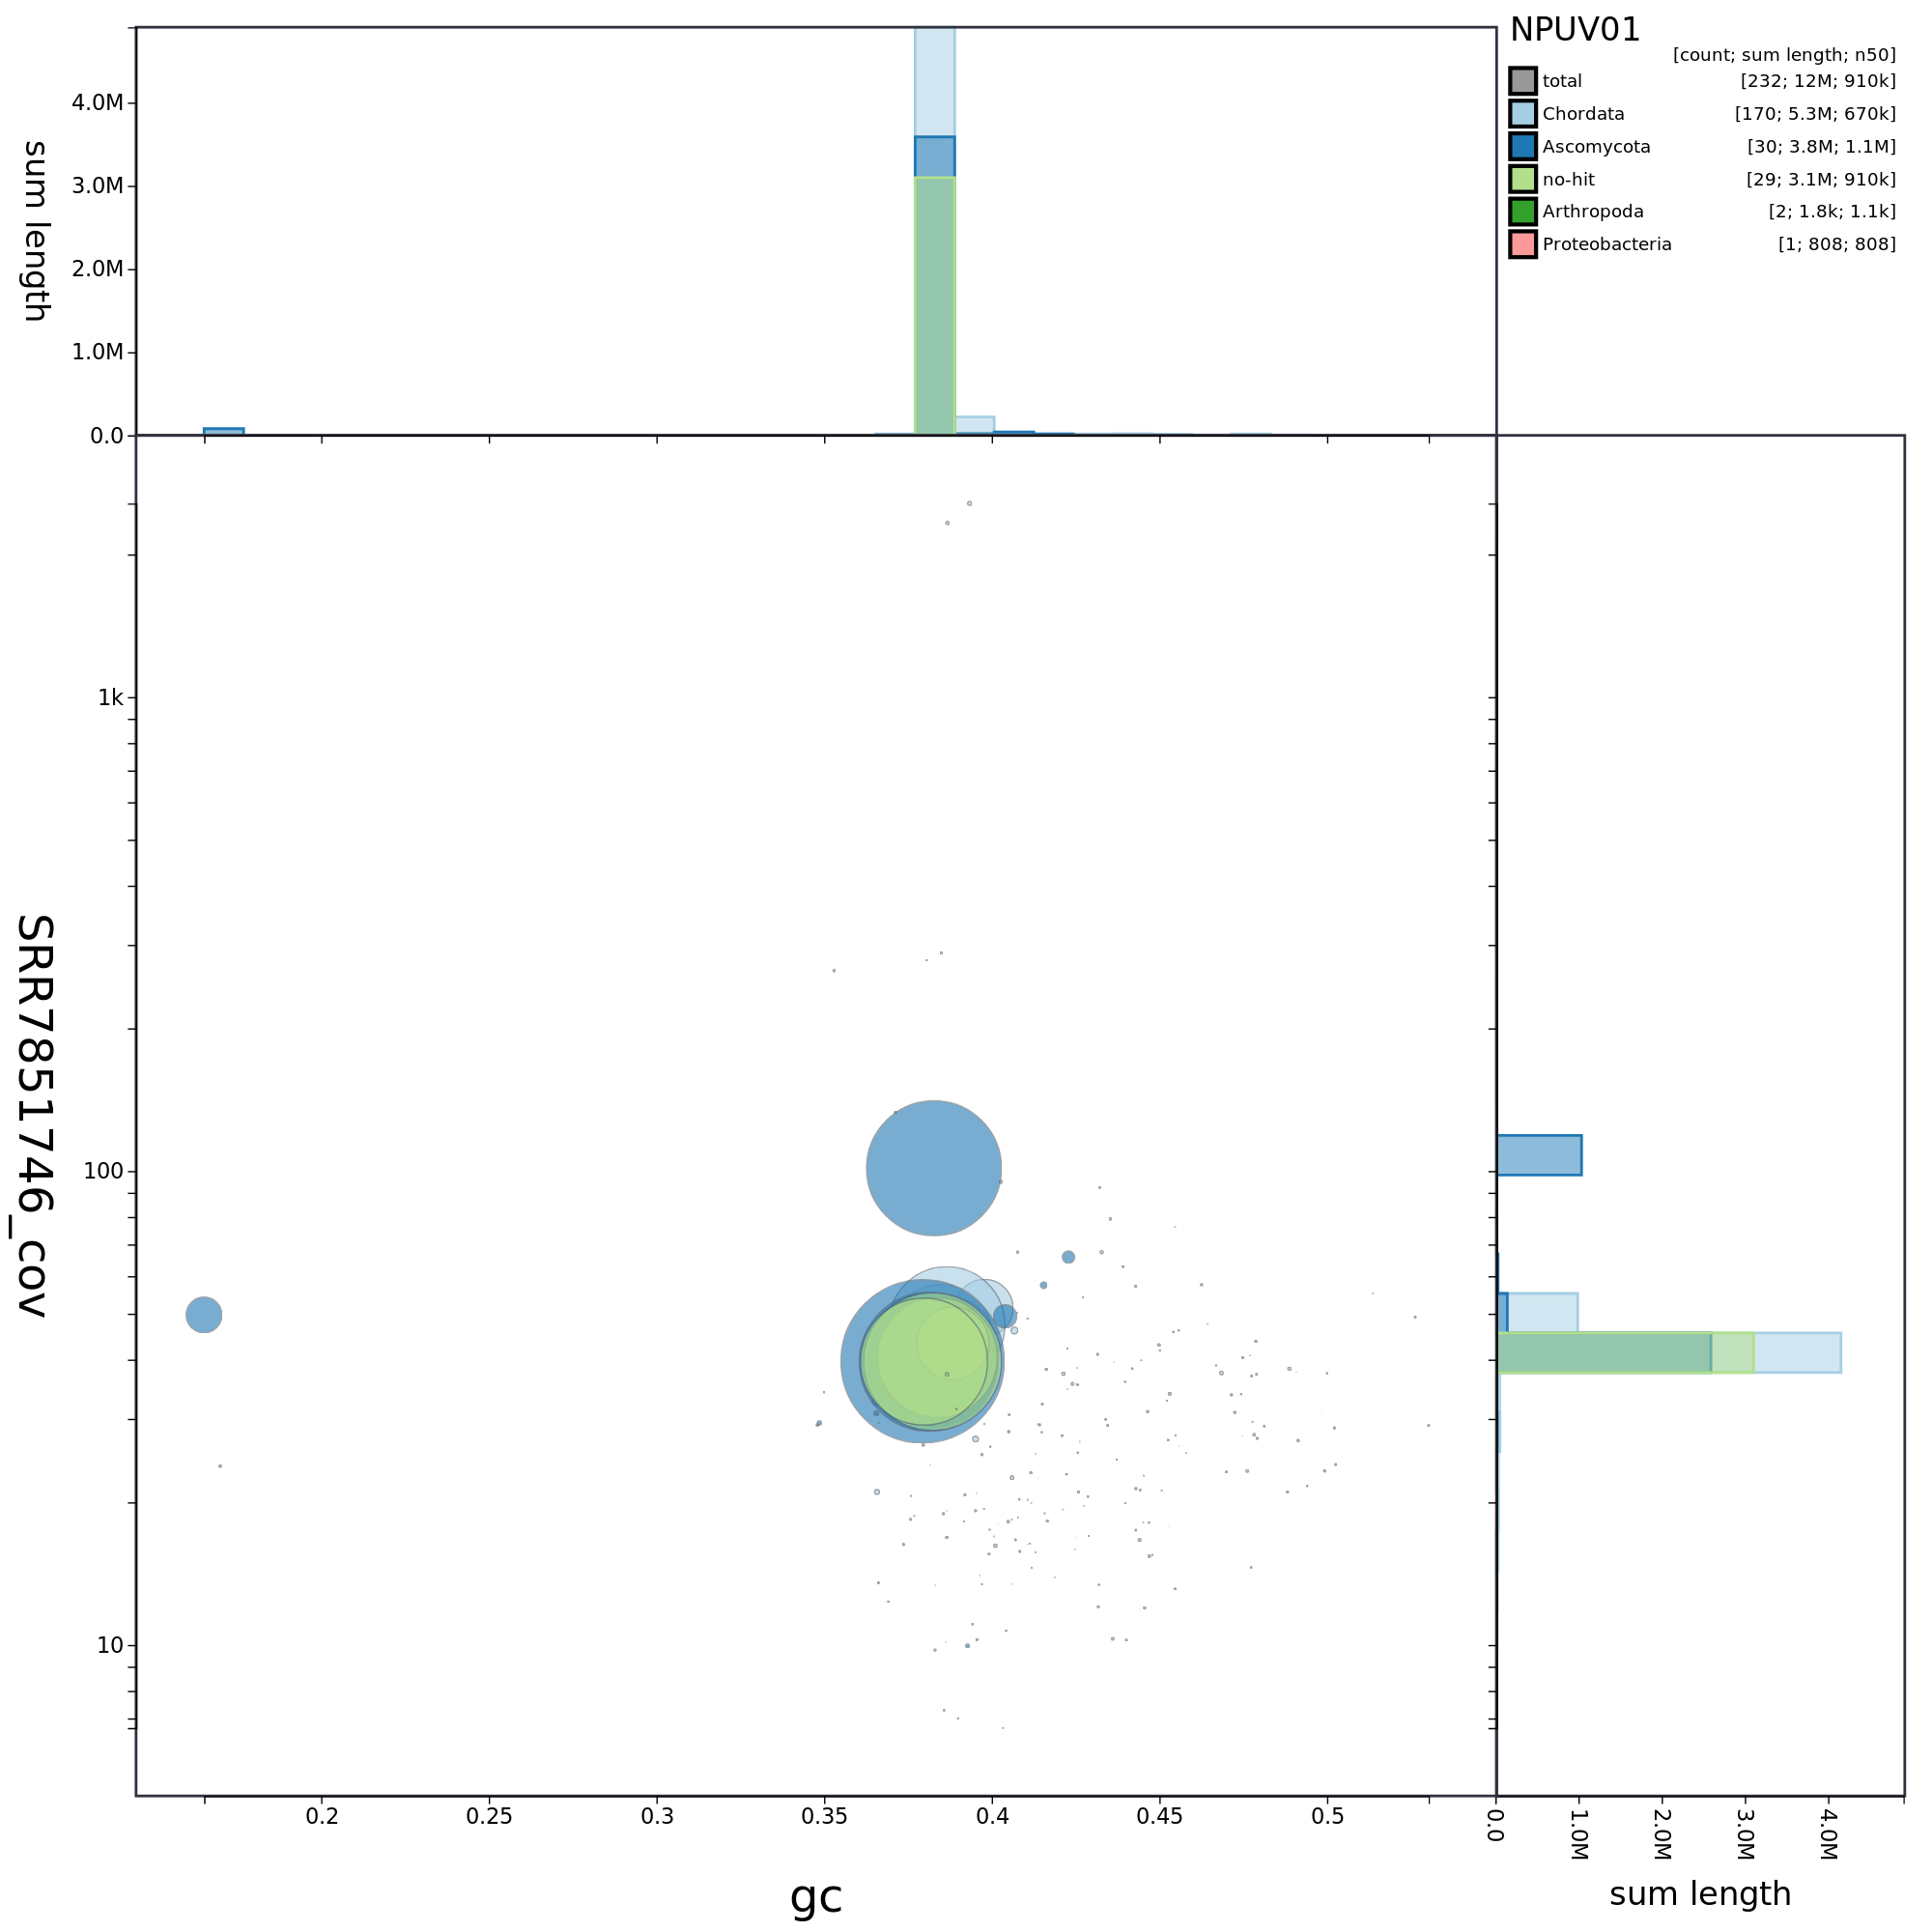 NPUV01
[count; sum length; n50]
total [232; 12M; 910k]
Chordata [170; 5.3M; 670k]
Ascomycota [30; 3.8M; 1.1M]
no-hit [29; 3.1M; 910k]
Arthropoda [2; 1.8k; 1.1k]
Proteobacteria [1; 808; 808]
sum length
4.0M
3.0M
2.0M
1.0M
0.0
SRR7851746_cov
1k
100
10
0.2 0.25 0.3 0.35 0.4 0.45 0.5
gc
0.0 1.0M 2.0M 3.0M 4.0M
sum length